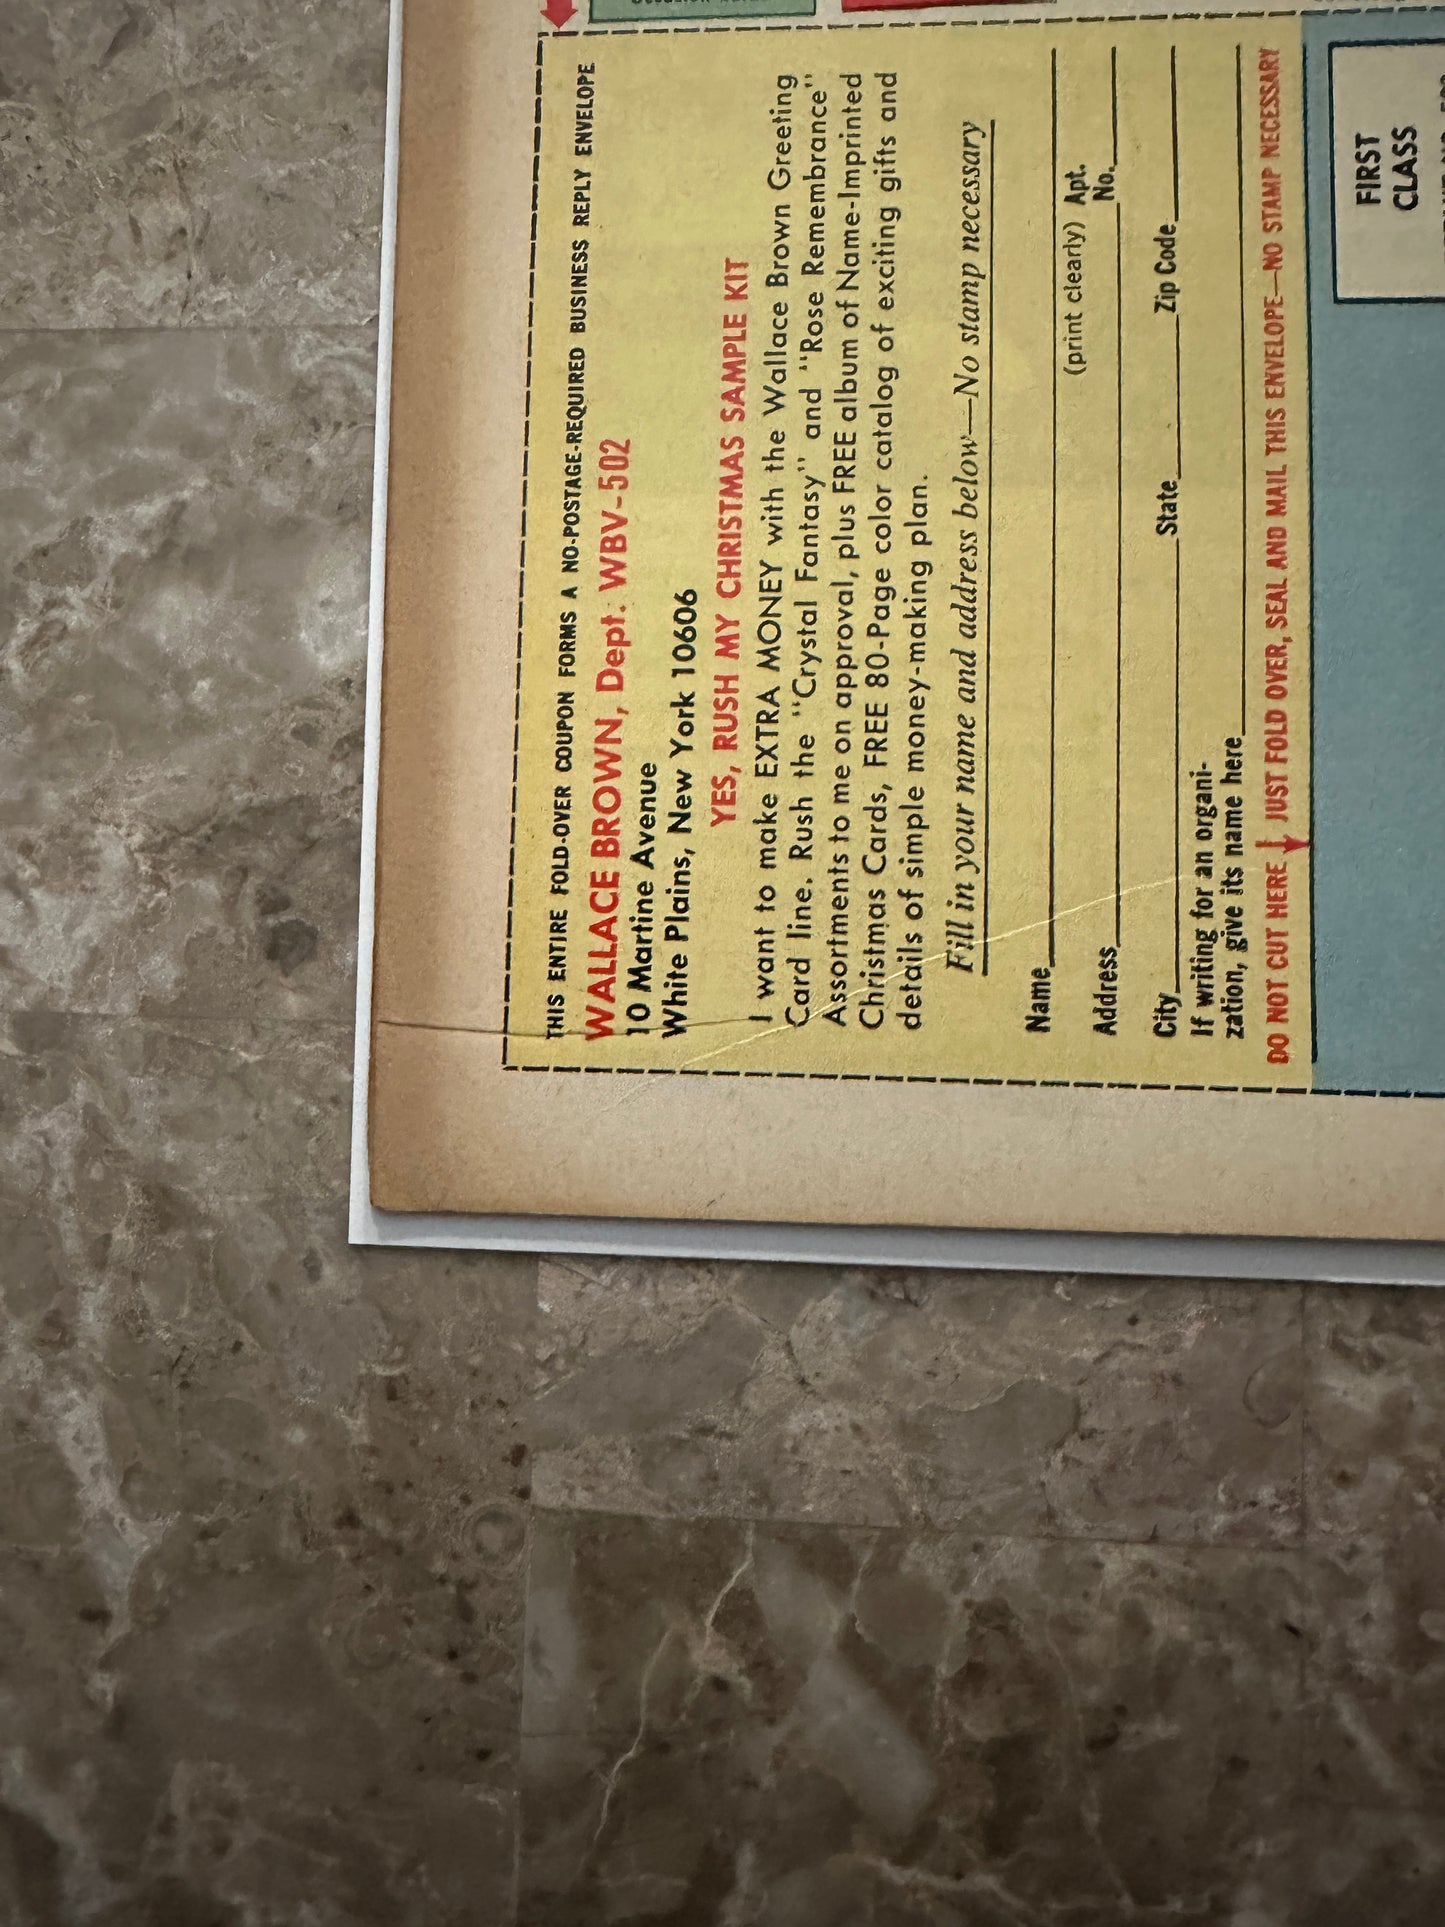 THIS ENTIRE FOLD-OVER COUPON FORMS A NO-POSTAGE-REQUIRED BUSINESS REPLY ENVELOPE
WALLACE BROWN, Dept. WBV-502
10 Martine Avenue
White Plains, New York 10606
YES, RUSH MY CHRISTMAS SAMPLE KIT
I want to make EXTRA MONEY with the Wallace Brown Greeting
Card line. Rush the "Crystal Fantasy" and "Rose Remembrance"
Assortments to me on approval, plus FREE album of Name-Imprinted
Christmas Cards, FREE 80-Page color catalog of exciting gifts and
details of simple money-making plan.
Fill in your name and address below—No stamp necessary
Name
(print clearly) Apt.
Address No.
City State Zip Code
If writing for an organi-
zation, give its name here
DO NOT CUT HERE JUST FOLD OVER, SEAL AND MAIL THIS ENVELOPE—NO STAMP NECESSARY
FIRST
CLASS